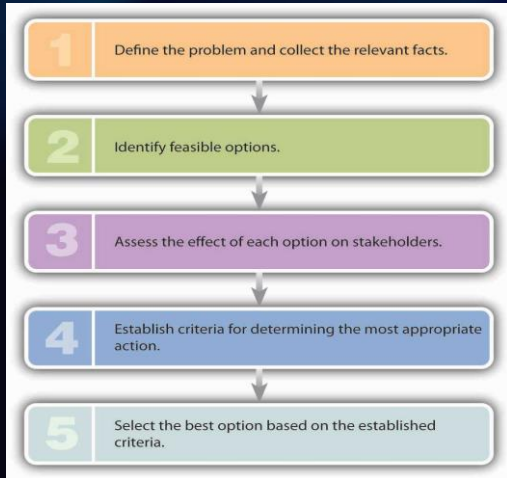 1
Define the problem and collect the relevant facts.
2
Identify feasible options.
3
Assess the effect of each option on stakeholders.
4
Establish criteria for determining the most appropriate
action.
5
Select the best option based on the established
criteria.